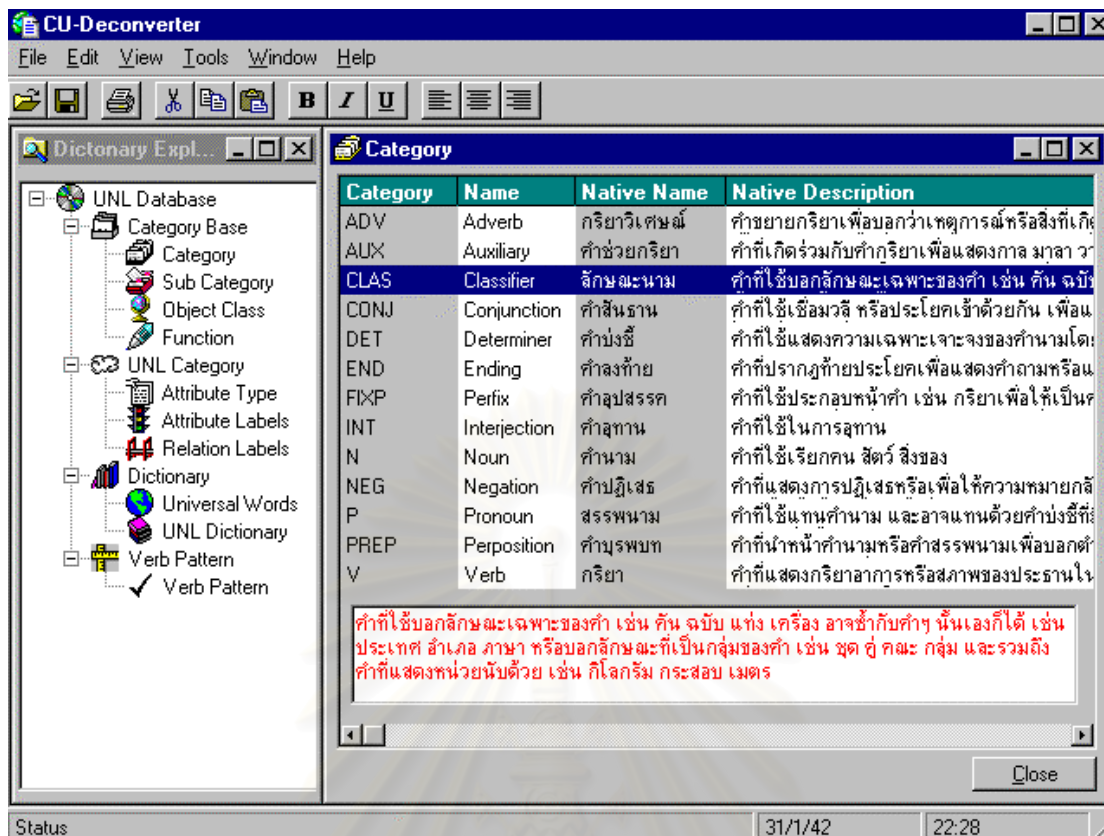 CU-Deconverter
File Edit View Tools Window Help
B I U
Dictonary Expl...
UNL Database
Category Base
Category
Sub Category
Object Class
Function
UNL Category
Attribute Type
Attribute Labels
Relation Labels
Dictionary
Universal Words
UNL Dictionary
Verb Pattern
Verb Pattern
Category
Category Name Native Name Native Description
ADV Adverb กริยาวิเศษณ์ คำขยายกริยาเพื่อบอกว่าเหตุการณ์หรือสิ่งที่เกิ
AUX Auxiliary คำช่วยกริยา คำที่เกิดร่วมกับคำกริยาเพื่อแสดงกาล มาลา วา
CLAS Classifier ลักษณะนาม คำที่ใช้บอกลักษณะเฉพาะของคำ เช่น คัน ฉบับ
CONJ Conjunction คำสันธาน คำที่ใช้เชื่อมวลี หรือประโยคเข้าด้วยกัน เพื่อแ
DET Determiner คำบ่งชี้ คำที่ใช้แสดงความเฉพาะเจาะจงของคำนามโดย
END Ending คำลงท้าย คำที่ปรากฏท้ายประโยคเพื่อแสดงคำถามหรือแ
FIXP Perfix คำอุปสรรค คำที่ใช้ประกอบหน้าคำ เช่น กริยาเพื่อให้เป็นค
INT Interjection คำอุทาน คำที่ใช้ในการอุทาน
N Noun คำนาม คำที่ใช้เรียกคน สัตว์ สิ่งของ
NEG Negation คำปฏิเสธ คำที่แสดงการปฏิเสธหรือเพื่อให้ความหมายกลั
P Pronoun สรรพนาม คำที่ใช้แทนคำนาม และอาจแทนด้วยคำบ่งชี้ที่
PREP Perposition คำบุรพบท คำที่นำหน้าคำนามหรือคำสรรพนามเพื่อบอกตำ
V Verb กริยา คำที่แสดงกริยาอาการหรือสภาพของประธานใน
คำที่ใช้บอกลักษณะเฉพาะของคำ เช่น คัน ฉบับ แท่ง เครื่อง อาจซ้ำกับคำๆ นั้นเองก็ได้ เช่น
ประเทศ อำเภอ ภาษา หรือบอกลักษณะที่เป็นกลุ่มของคำ เช่น ชุด คู่ คณะ กลุ่ม และรวมถึง
คำที่แสดงหน่วยนับด้วย เช่น กิโลกรัม กระสอบ เมตร
Close
Status 31/1/42 22:28